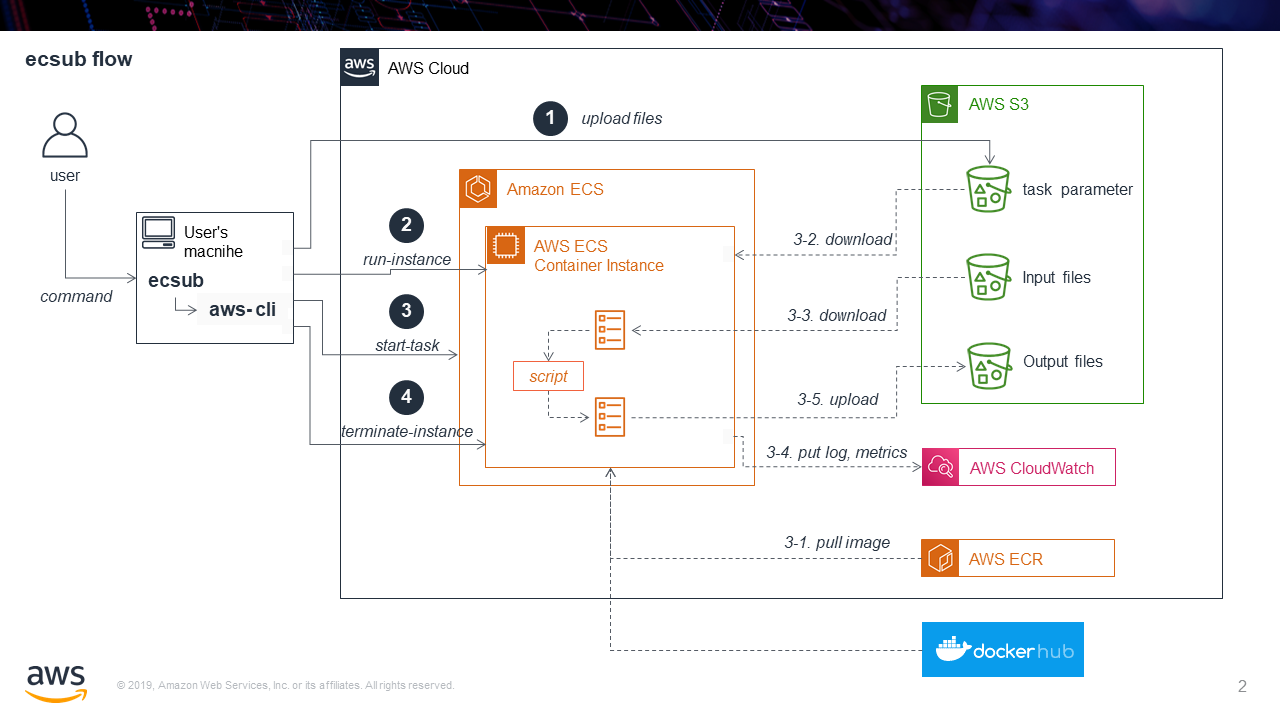 ecsub flow
aws
AWS Cloud
1
upload files
AWS S3
user
task parameter
Amazon ECS
2
run-instance
User's
macnihe
ecsub
aws-cli
command
AWS ECS
Container Instance
3-2. download
Input files
3
start-task
3-3. download
script
Output files
4
terminate-instance
3-5. upload
3-4. put log, metrics
AWS CloudWatch
3-1. pull image
AWS ECR
dockerhub
aws
© 2019, Amazon Web Services, Inc. or its affiliates. All rights reserved.
2